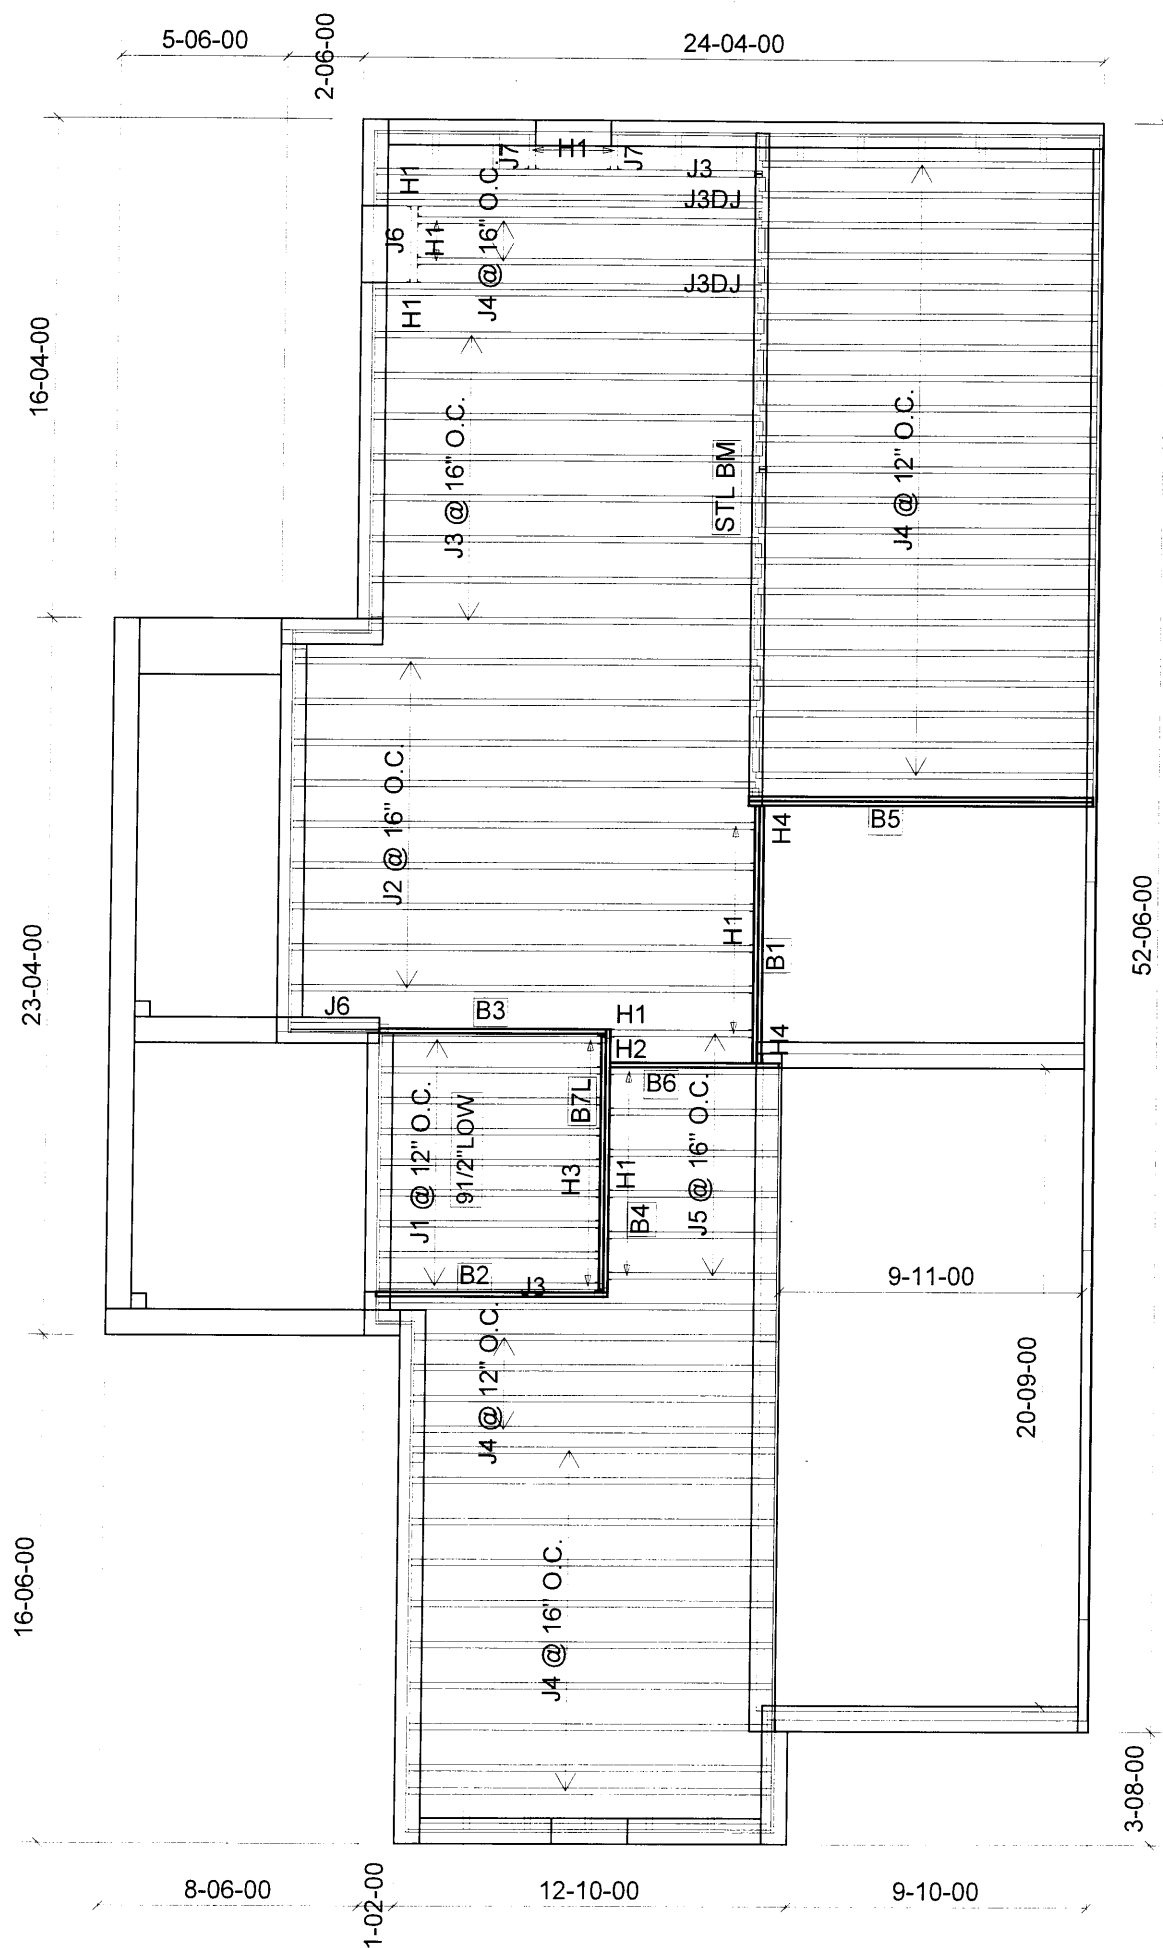 5-06-00
2-06-00
24-04-00
16-04-00
23-04-00
16-06-00
52-06-00
3-08-00
8-06-00
1-02-00
12-10-00
9-10-00
9-11-00
20-09-00
H1
J7
H1
J7
J3
J3DJ
J6
H1
J4 @ 16" O.C.
J3DJ
H1
J3 @ 16" O.C.
STL BM
J4 @ 12" O.C.
J2 @ 16" O.C.
H4
B5
H1
B1
J6
B3
H1
H2
H4
B6
B7L
J1 @ 12" O.C.
91/2"LOW
H3
H1
B4
J5 @ 16" O.C.
B2
J3
J4 @ 12" O.C.
J4 @ 16" O.C.